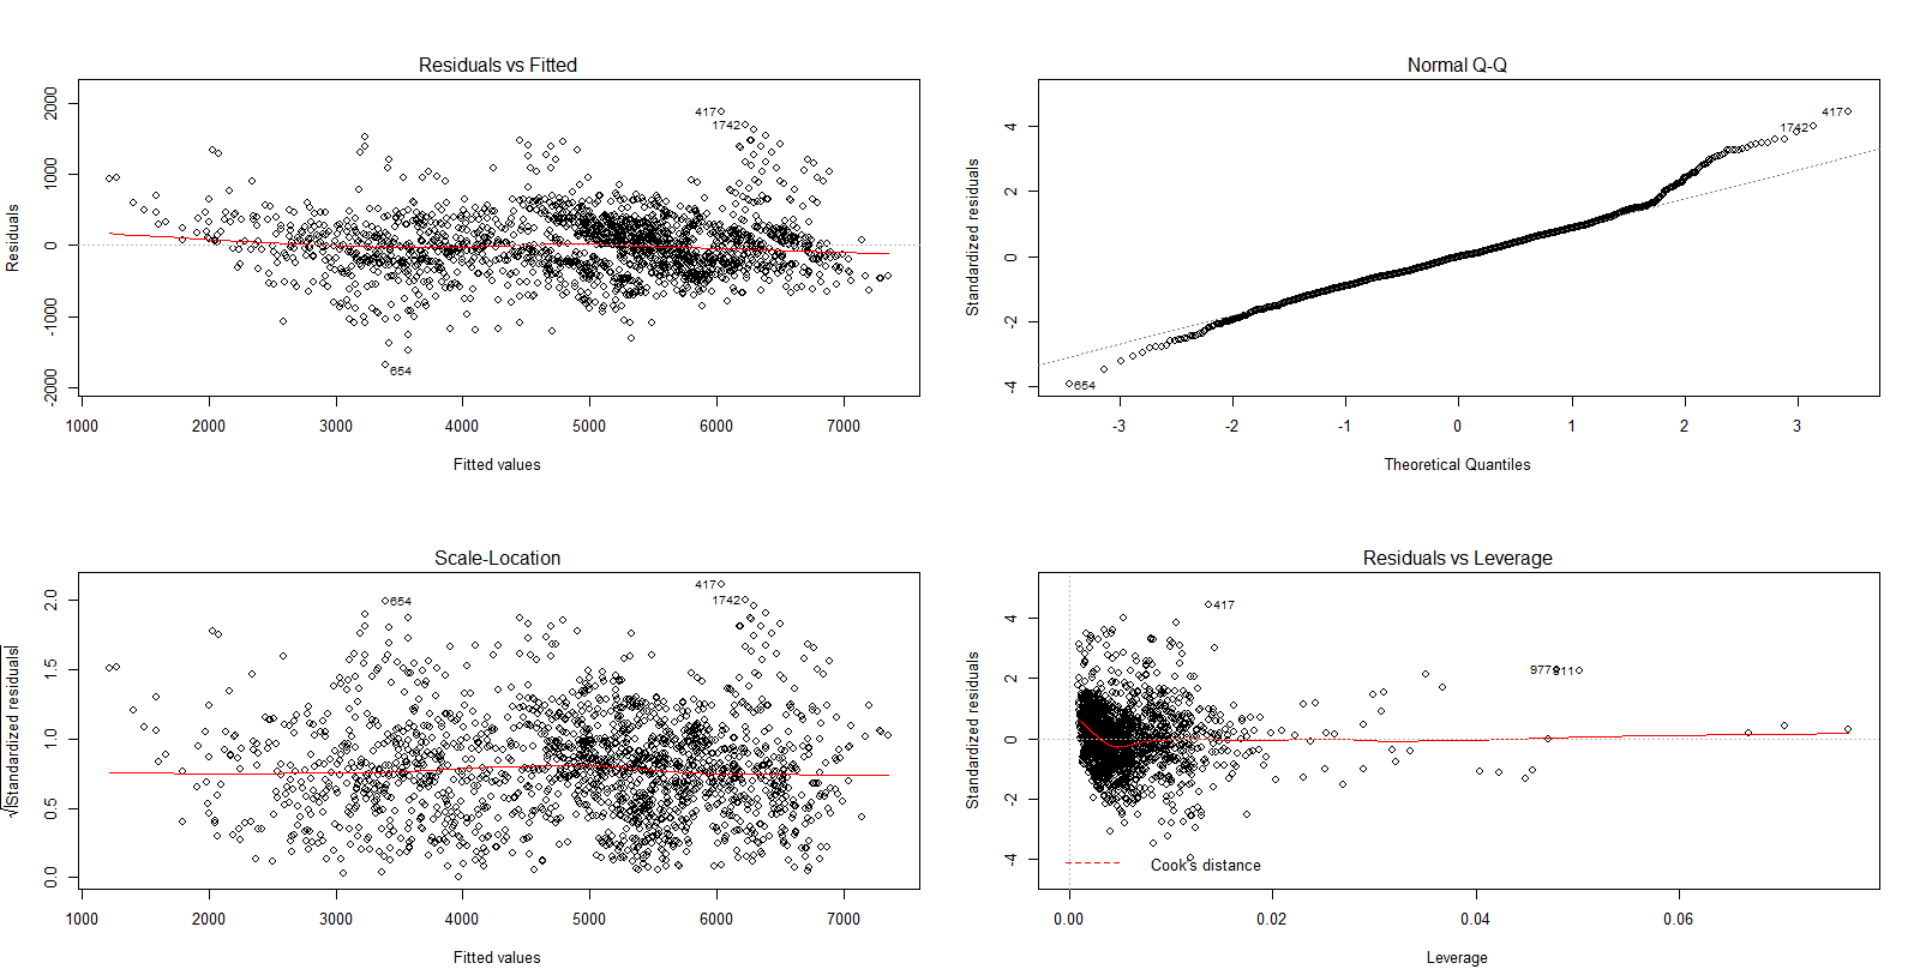 Residuals vs Fitted
Residuals
2000
1000
0
-1000
-2000
417
1742
654
1000 2000 3000 4000 5000 6000 7000
Fitted values
Normal Q-Q
Standardized residuals
4
2
0
-2
-4
417
1742
654
-3 -2 -1 0 1 2 3
Theoretical Quantiles
Scale-Location
√|Standardized residuals|
2.0
1.5
1.0
0.5
0.0
654
417
1742
1000 2000 3000 4000 5000 6000 7000
Fitted values
Residuals vs Leverage
Standardized residuals
4
2
0
-2
-4
417
977
911
Cook's distance
0.00 0.02 0.04 0.06
Leverage